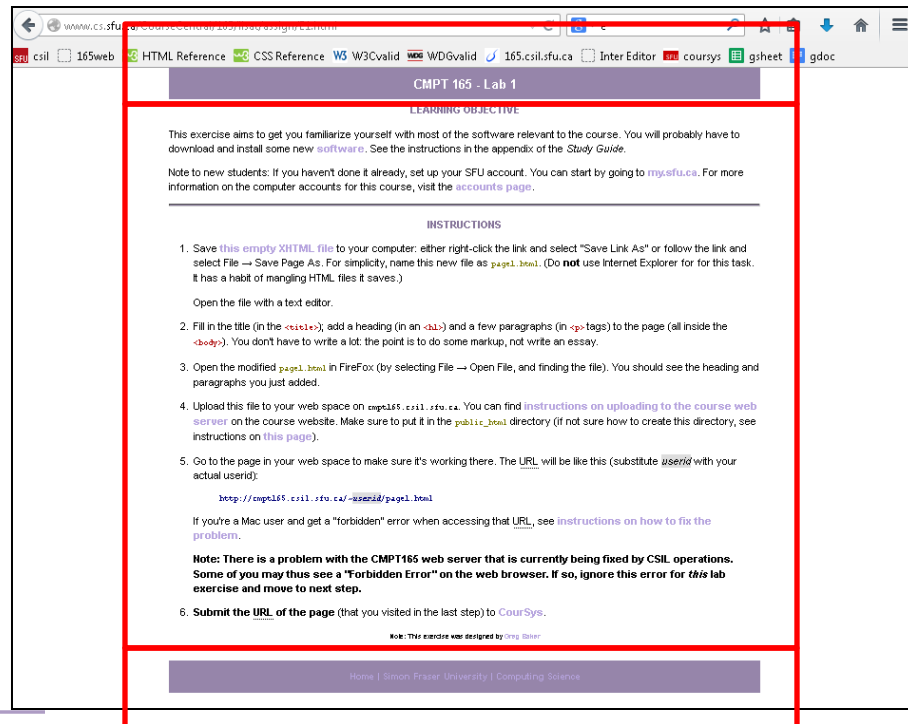 www.cs.sfu.ca/CourseCentral/165/
csil 165web HTML Reference CSS Reference W3Cvalid WDGvalid 165.csil.sfu.ca Inter Editor coursys gsheet gdoc
CMPT 165 - Lab 1
LEARNING OBJECTIVE
This exercise aims to get you familiarize yourself with most of the software relevant to the course. You will probably have to
download and install some new software. See the instructions in the appendix of the Study Guide.
Note to new students: If you haven't done it already, set up your SFU account. You can start by going to my.sfu.ca. For more
information on the computer accounts for this course, visit the accounts page.
INSTRUCTIONS
1. Save this empty XHTML file to your computer: either right-click the link and select "Save Link As" or follow the link and
select File → Save Page As. For simplicity, name this new file as page1.html. (Do not use Internet Explorer for for this task.
It has a habit of mangling HTML files it saves.)
Open the file with a text editor.
2. Fill in the title (in the <title>); add a heading (in an <h1>) and a few paragraphs (in <p> tags) to the page (all inside the
<body>). You don't have to write a lot: the point is to do some markup, not write an essay.
3. Open the modified page1.html in FireFox (by selecting File → Open File, and finding the file). You should see the heading and
paragraphs you just added.
4. Upload this file to your web space on cmpt165.csil.sfu.ca. You can find instructions on uploading to the course web
server on the course website. Make sure to put it in the public_html directory (if not sure how to create this directory, see
instructions on this page).
5. Go to the page in your web space to make sure it's working there. The URL will be like this (substitute userid with your
actual userid):
http://cmpt165.csil.sfu.ca/~userid/page1.html
If you're a Mac user and get a "forbidden" error when accessing that URL, see instructions on how to fix the
problem.
Note: There is a problem with the CMPT165 web server that is currently being fixed by CSIL operations.
Some of you may thus see a "Forbidden Error" on the web browser. If so, ignore this error for this lab
exercise and move to next step.
6. Submit the URL of the page (that you visited in the last step) to CourSys.
Note: This exercise was designed by Greg Baker
Home | Simon Fraser University | Computing Science